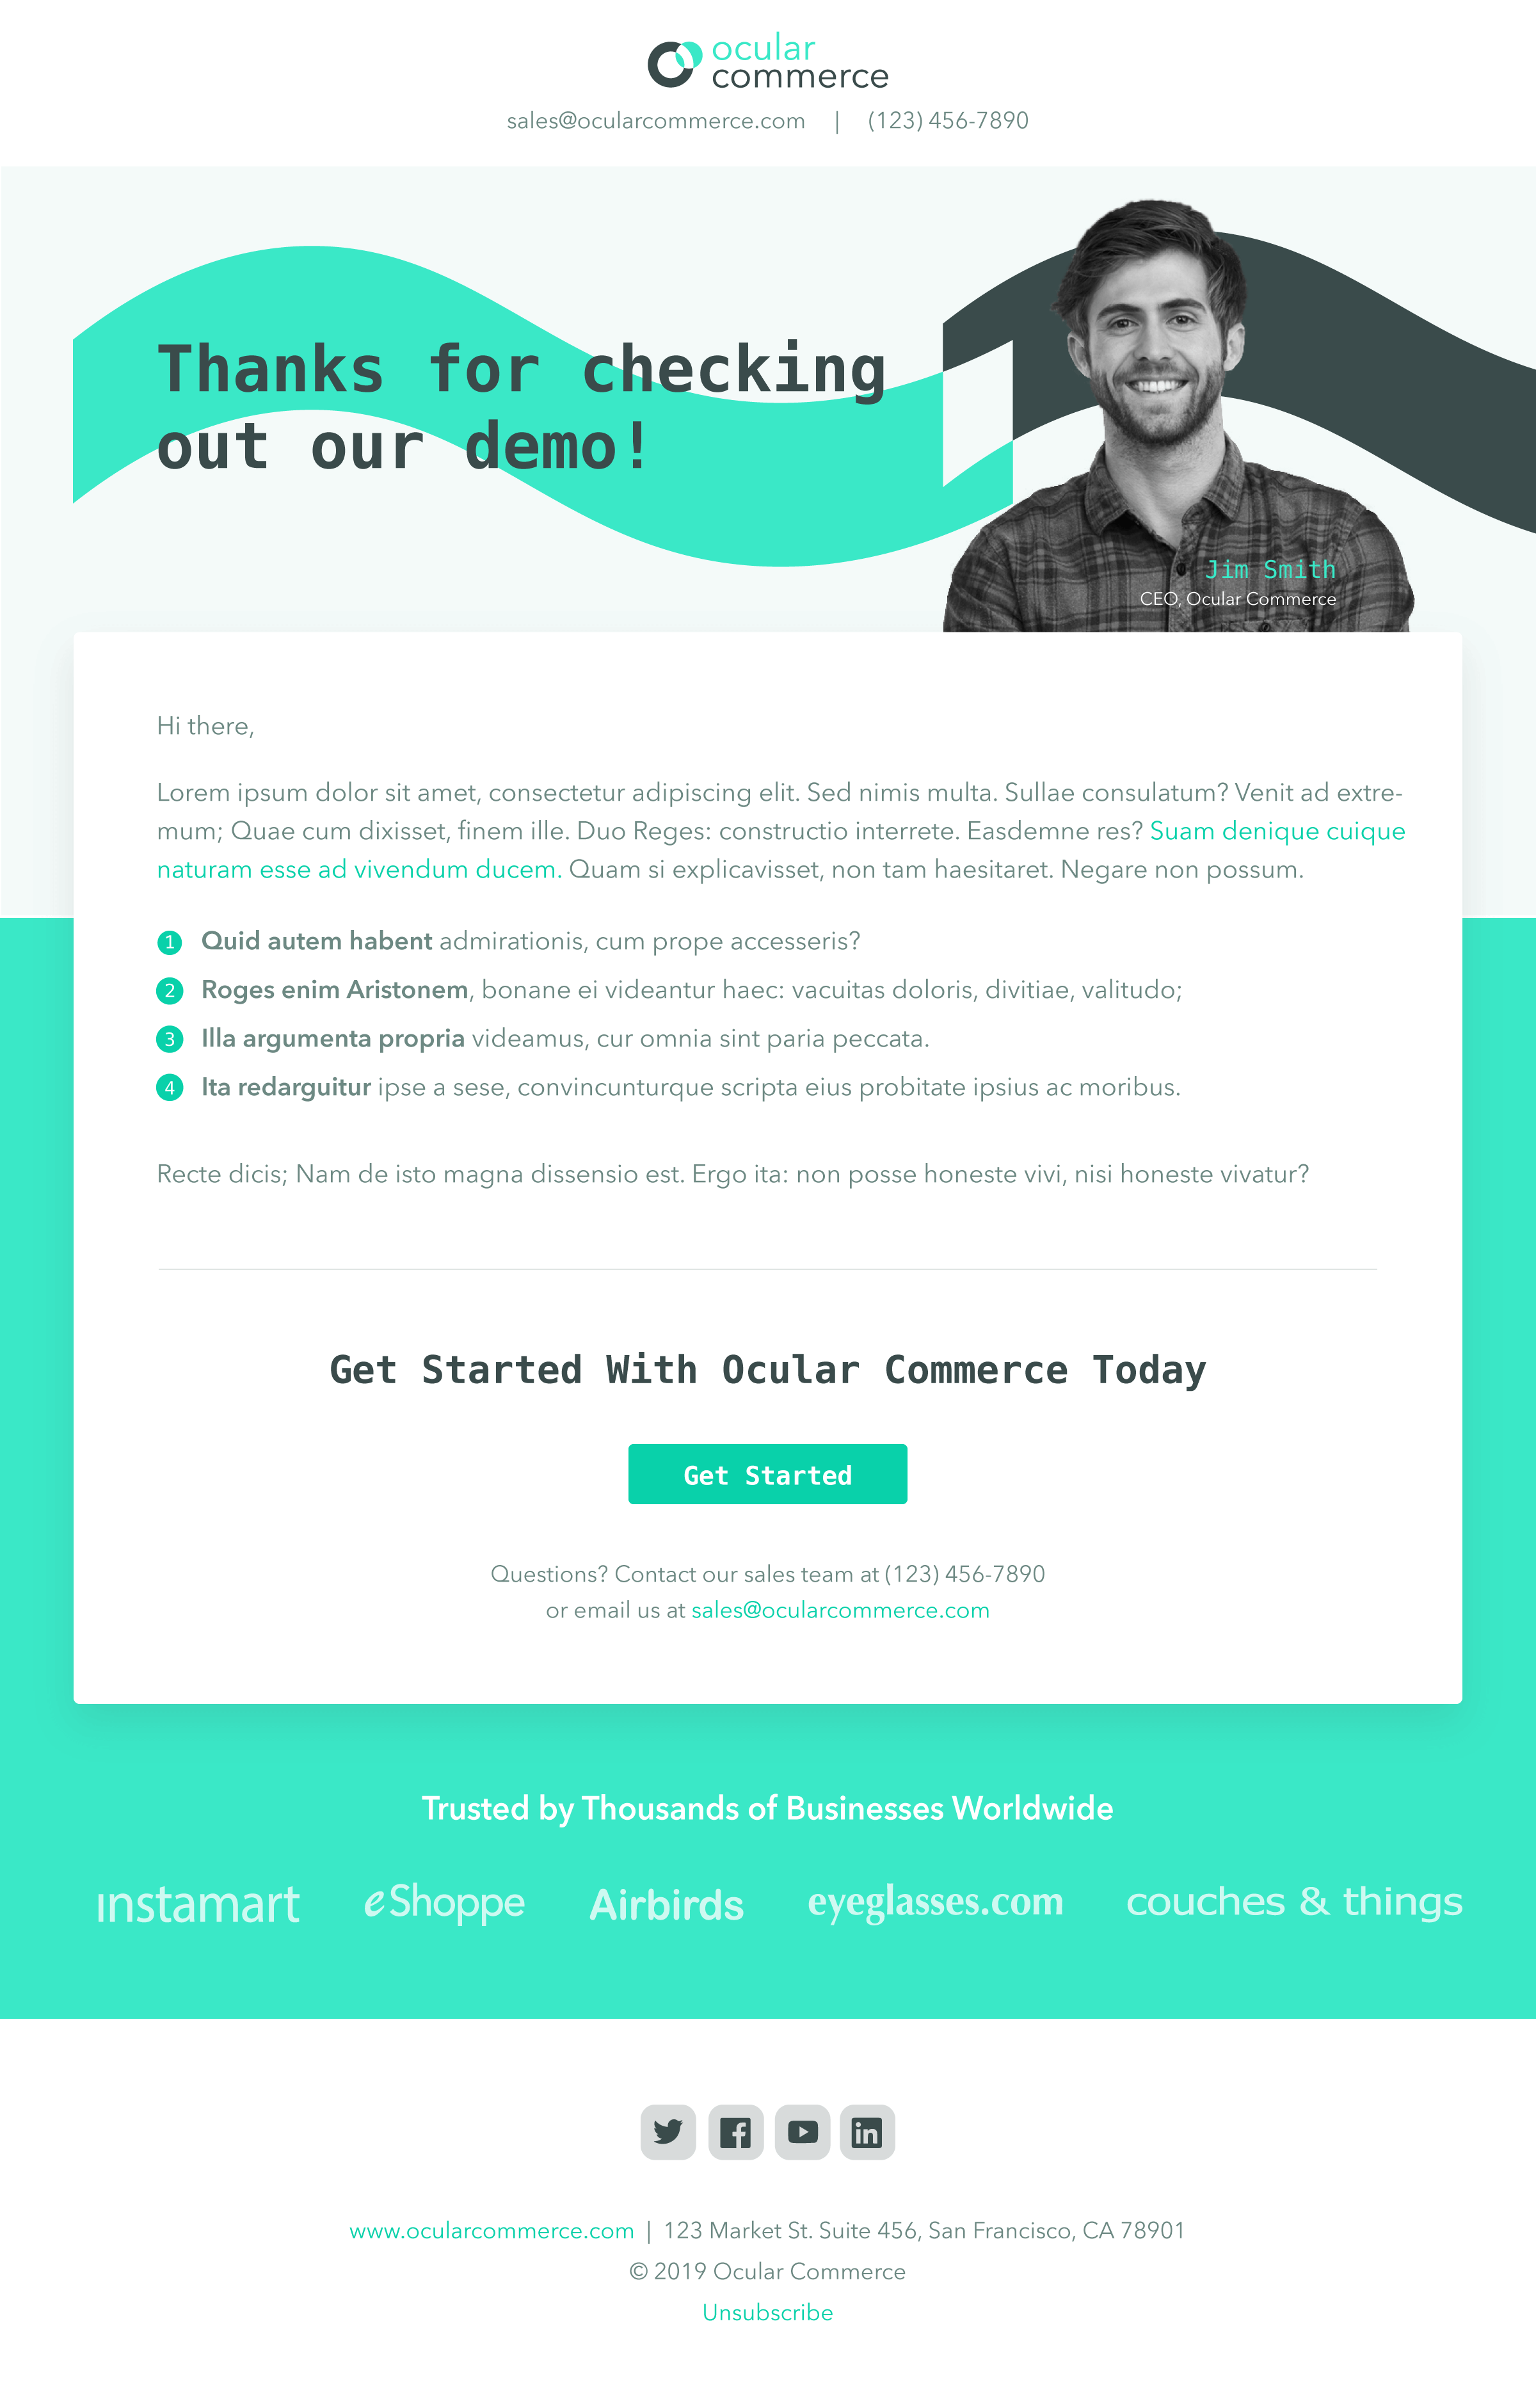 ocular
commerce
sales@ocularcommerce.com | (123) 456-7890
Thanks for checking
out our demo!
Jim Smith
CEO, Ocular Commerce
Hi there,
Lorem ipsum dolor sit amet, consectetur adipiscing elit. Sed nimis multa. Sullae consulatum? Venit ad extre-
mum; Quae cum dixisset, finem ille. Duo Reges: constructio interrete. Easdemne res? Suam denique cuique
naturam esse ad vivendum ducem. Quam si explicavisset, non tam haesitaret. Negare non possum.
1 Quid autem habent admirationis, cum prope accesseris?
2 Roges enim Aristonem, bonane ei videantur haec: vacuitas doloris, divitiae, valitudo;
3 Illa argumenta propria videamus, cur omnia sint paria peccata.
4 Ita redarguitur ipse a sese, convincunturque scripta eius probitate ipsius ac moribus.
Recte dicis; Nam de isto magna dissensio est. Ergo ita: non posse honeste vivi, nisi honeste vivatur?
Get Started With Ocular Commerce Today
Get Started
Questions? Contact our sales team at (123) 456-7890
or email us at sales@ocularcommerce.com
Trusted by Thousands of Businesses Worldwide
instamart eShoppe Airbirds eyeglasses.com couches & things
www.ocularcommerce.com | 123 Market St. Suite 456, San Francisco, CA 78901
© 2019 Ocular Commerce
Unsubscribe